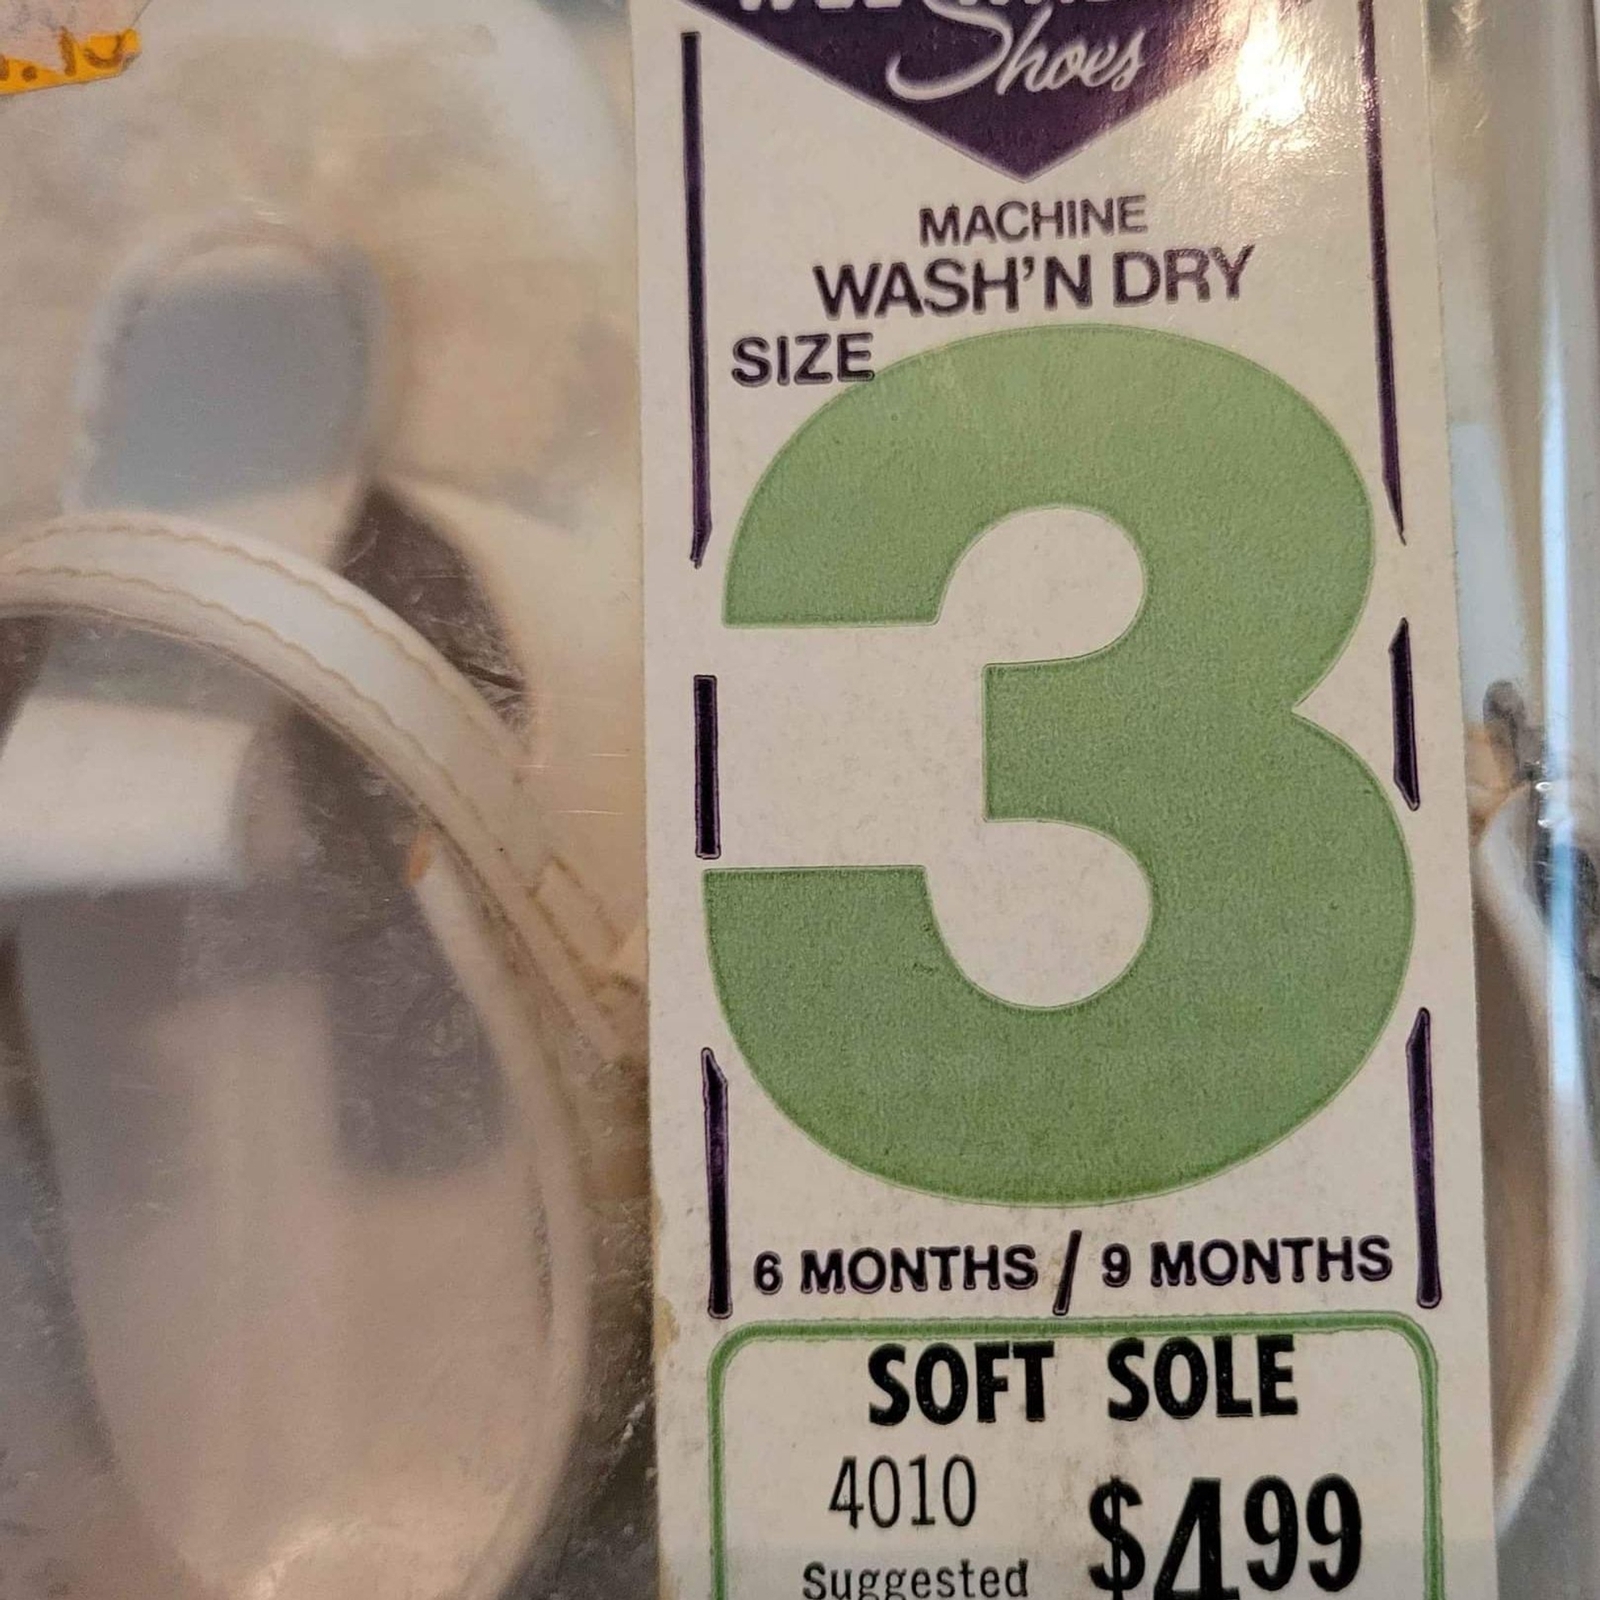 Shoes
MACHINE
WASH'N DRY
SIZE
3
6 MONTHS / 9 MONTHS
SOFT SOLE
4010
$4.99
Suggested